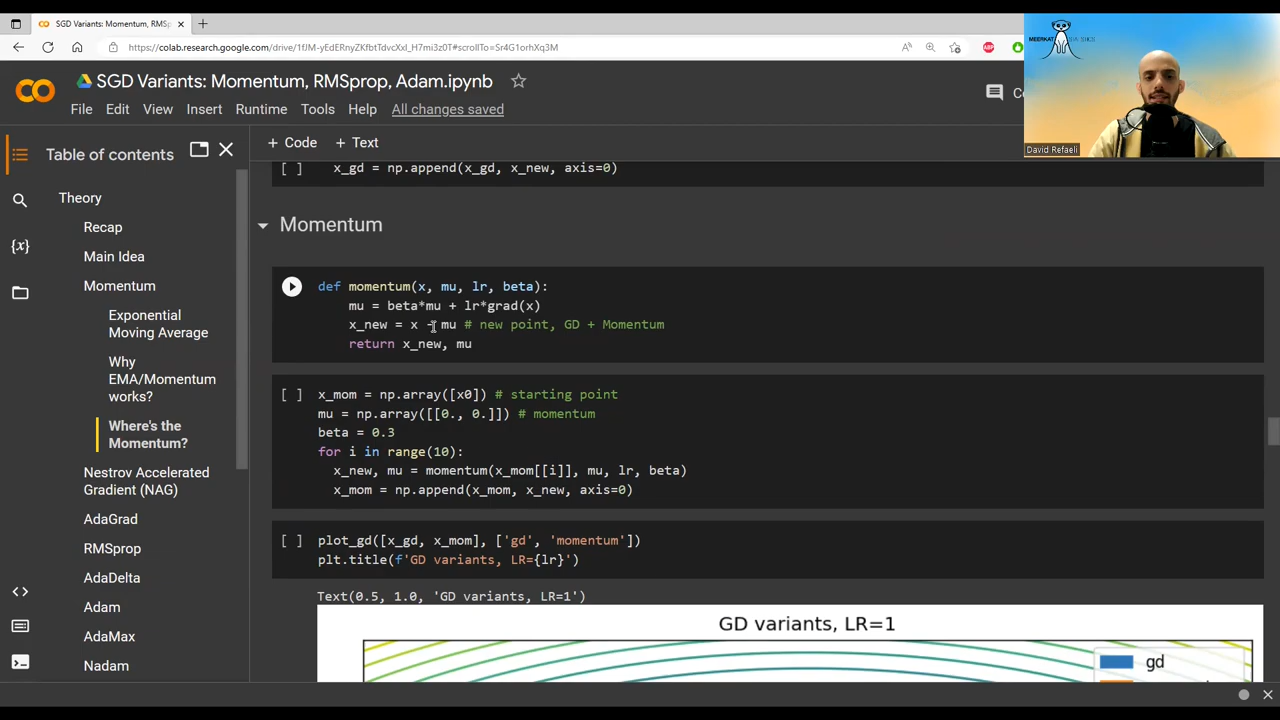 SGD Variants: Momentum, RMSp
https://colab.research.google.com/drive/1fJM-yEdERnyZKfbtTdvcXxI_H7mi3z0T#scrollTo=Sr4G1orhXq3M
MEERKAT
David Refaeli
SGD Variants: Momentum, RMSprop, Adam.ipynb
File Edit View Insert Runtime Tools Help All changes saved
Co
+ Code + Text
Table of contents
Theory
Recap
Main Idea
Momentum
Exponential
Moving Average
Why
EMA/Momentum
works?
Where's the
Momentum?
Nestrov Accelerated
Gradient (NAG)
AdaGrad
RMSprop
AdaDelta
Adam
AdaMax
Nadam
[ ] x_gd = np.append(x_gd, x_new, axis=0)
Momentum
def momentum(x, mu, lr, beta):
mu = beta*mu + lr*grad(x)
x_new = x - mu # new point, GD + Momentum
return x_new, mu
[ ] x_mom = np.array([x0]) # starting point
mu = np.array([[0., 0.]]) # momentum
beta = 0.3
for i in range(10):
x_new, mu = momentum(x_mom[[i]], mu, lr, beta)
x_mom = np.append(x_mom, x_new, axis=0)
[ ] plot_gd([x_gd, x_mom], ['gd', 'momentum'])
plt.title(f'GD variants, LR={lr}')
Text(0.5, 1.0, 'GD variants, LR=1')
GD variants, LR=1
gd